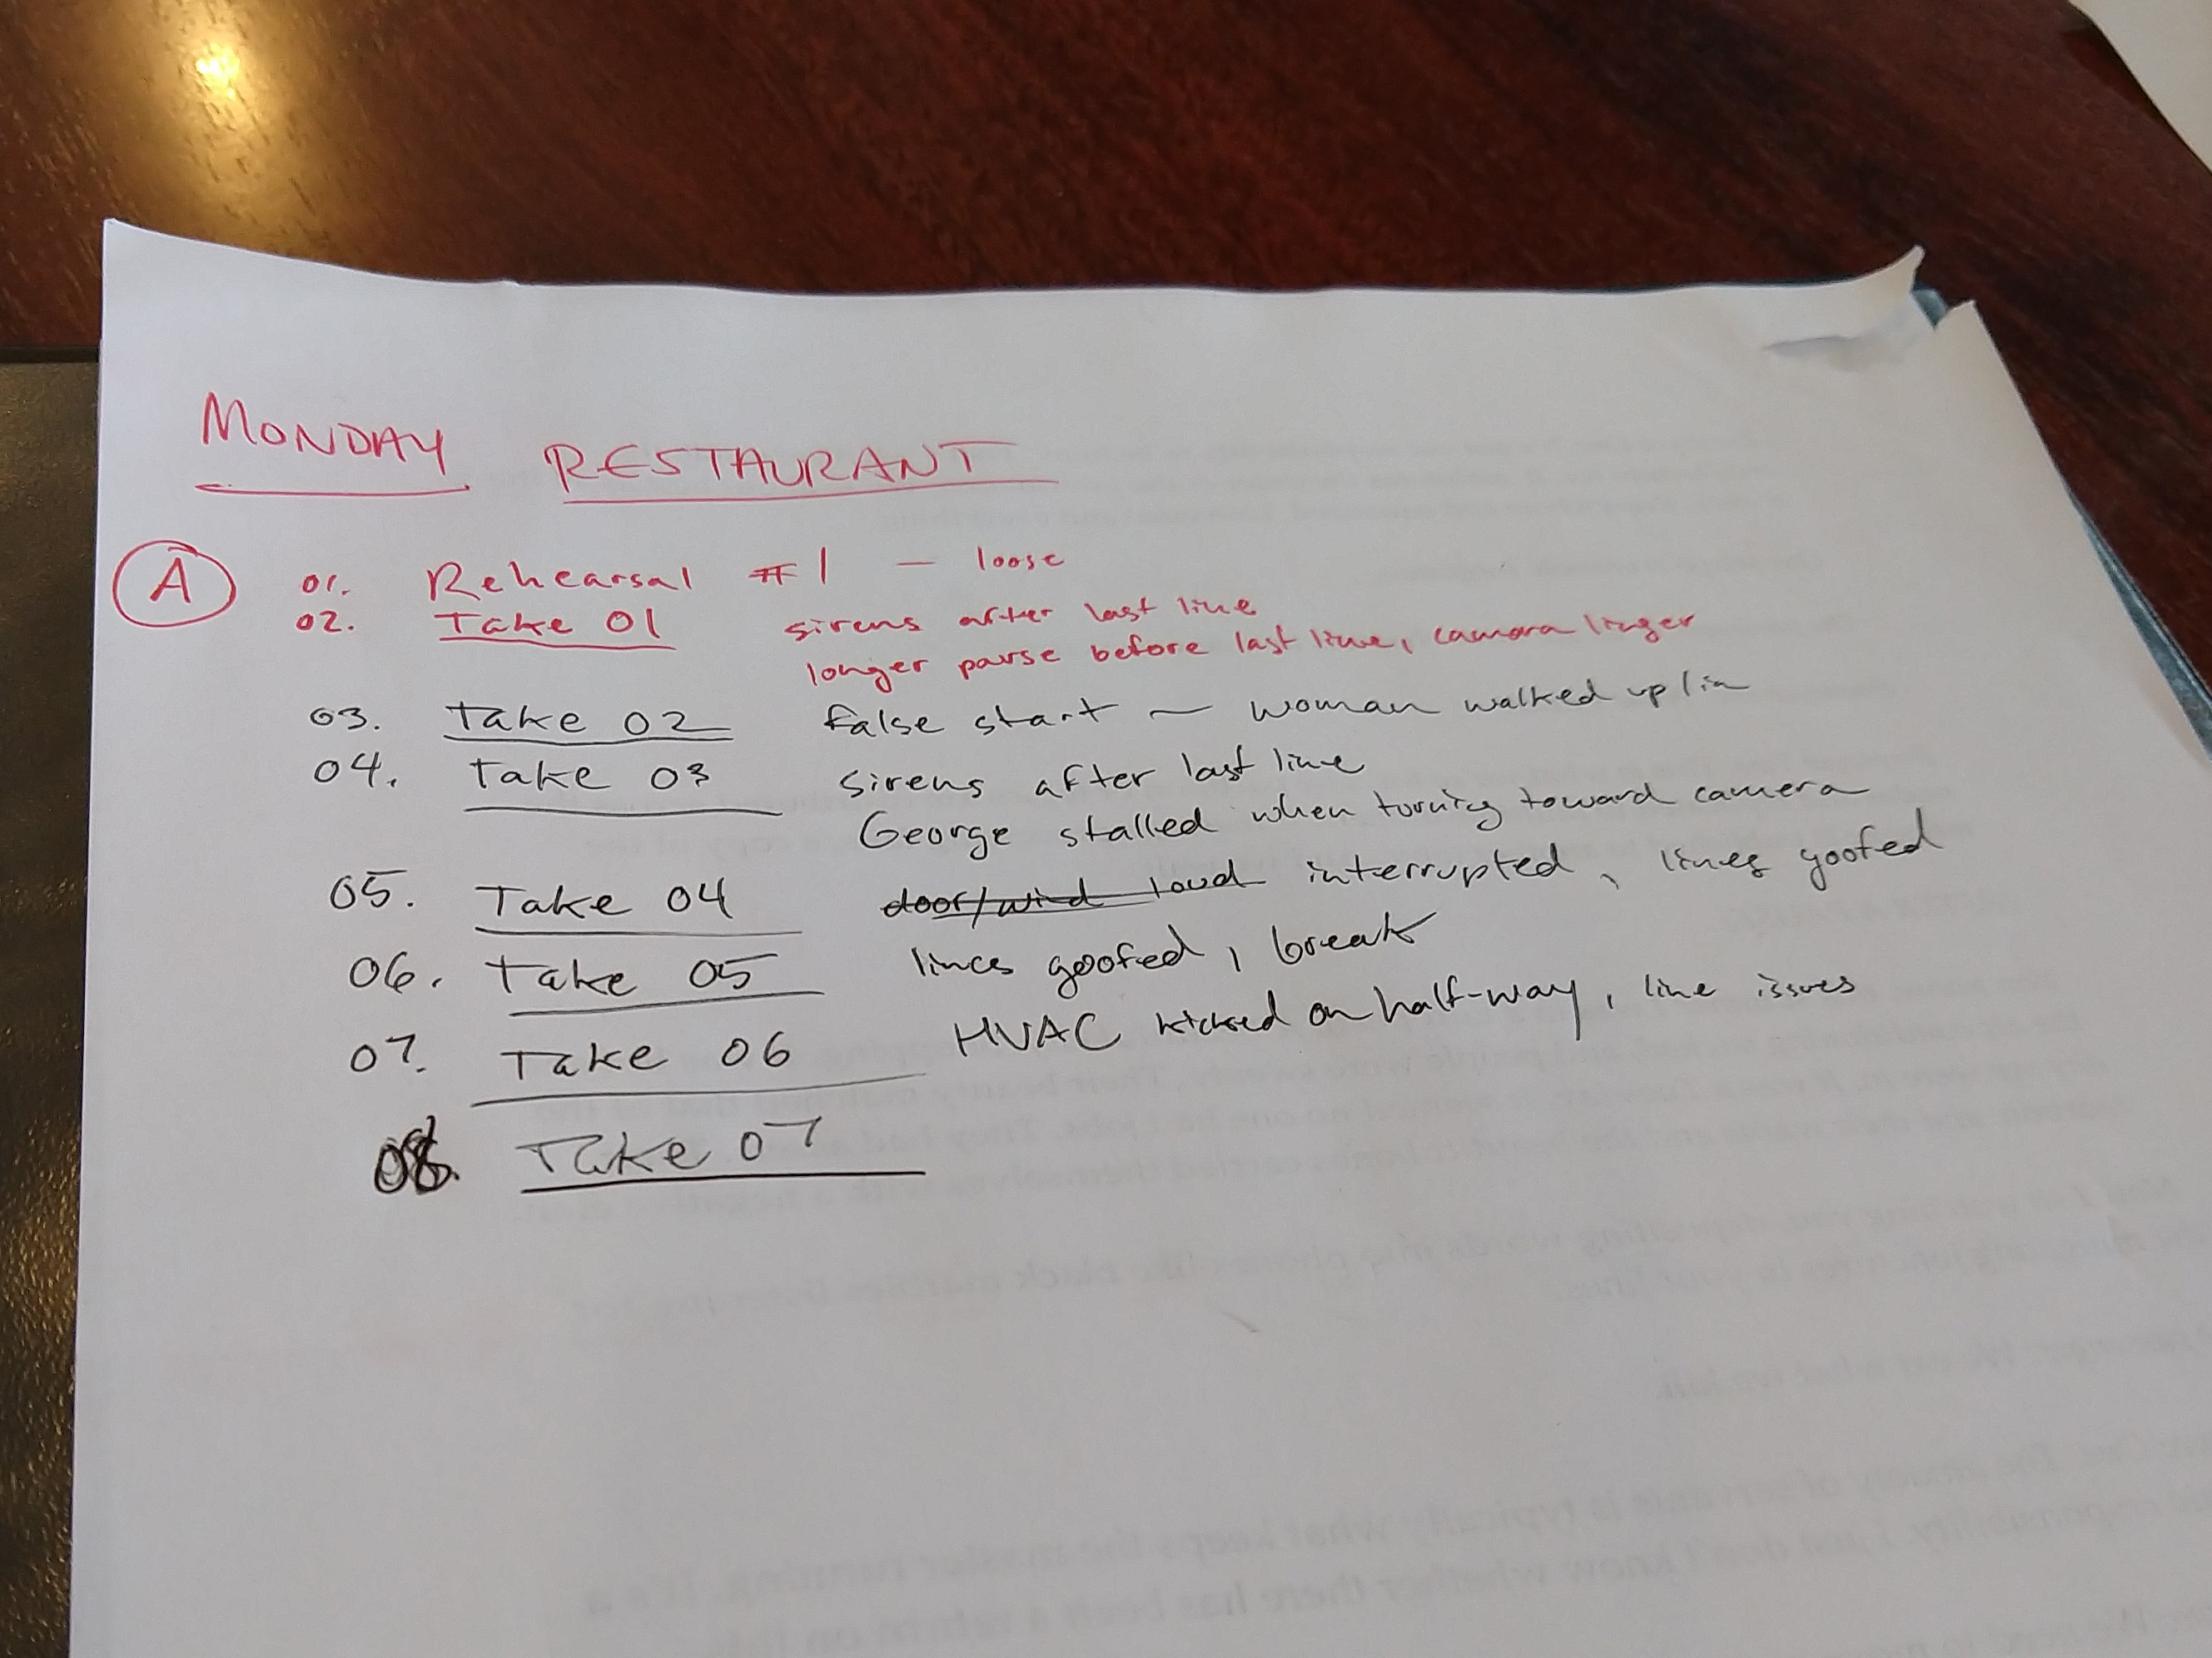 MONDAY RESTAURANT
A 01. Rehearsal #1 — loose
02. Take 01 sirens after last line
longer pause before last line, camera linger
03. Take 02 false start — woman walked up/in
04. Take 03 sirens after last line
George stalled when turning toward camera
05. Take 04 door/wind loud interrupted, lines goofed
06. Take 05 lines goofed, break
07. Take 06 HVAC kicked on half-way, line issues
08. Take 07